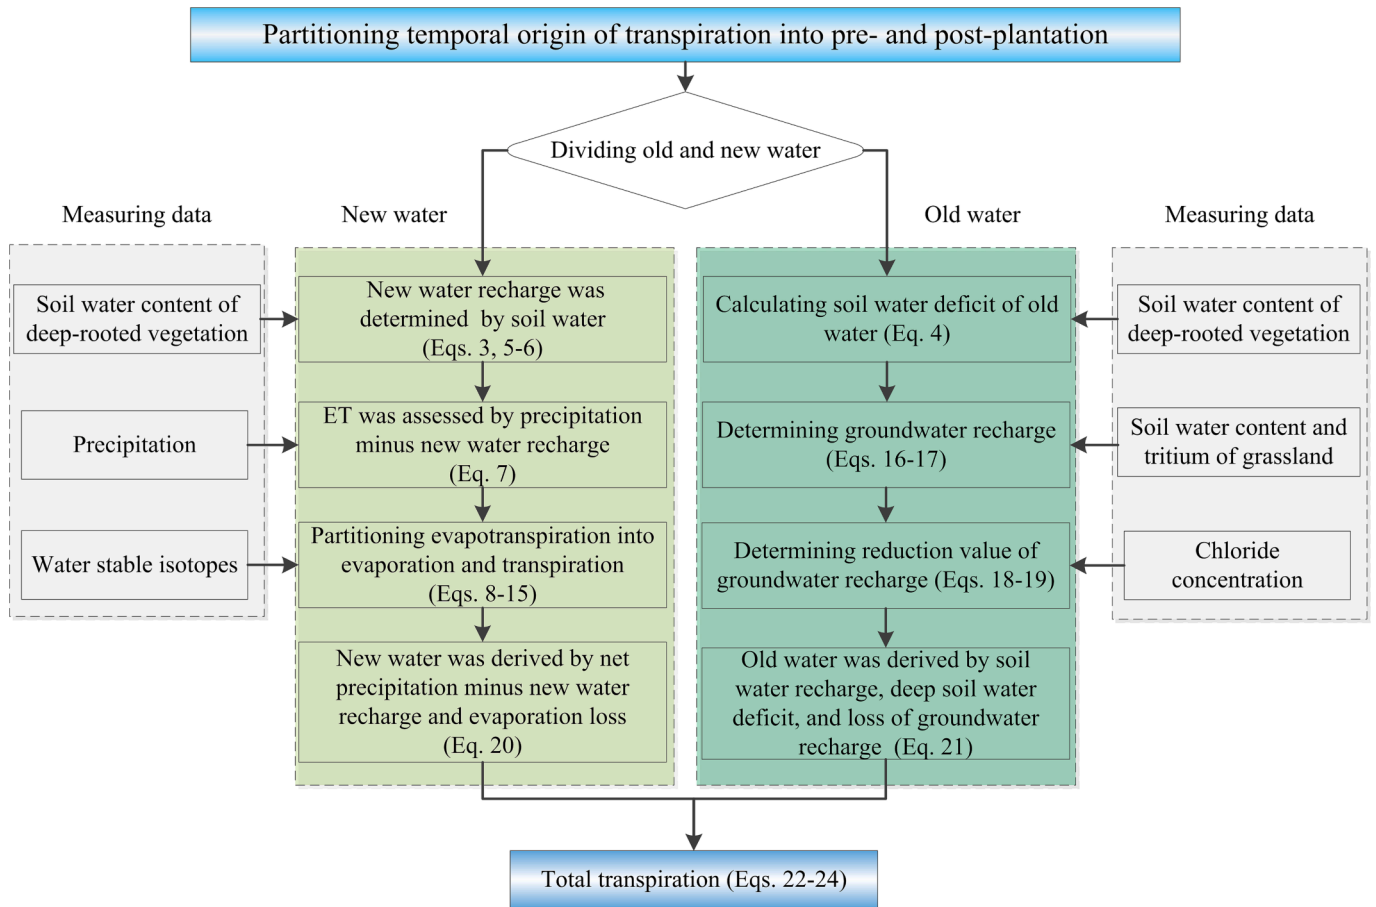 Partitioning temporal origin of transpiration into pre- and post-plantation
Dividing old and new water
Measuring data
New water
Old water
Measuring data
Soil water content of
deep-rooted vegetation
New water recharge was
determined by soil water
(Eqs. 3, 5-6)
Calculating soil water deficit of old
water (Eq. 4)
Soil water content of
deep-rooted vegetation
Precipitation
ET was assessed by precipitation
minus new water recharge
(Eq. 7)
Determining groundwater recharge
(Eqs. 16-17)
Soil water content and
tritium of grassland
Water stable isotopes
Partitioning evapotranspiration into
evaporation and transpiration
(Eqs. 8-15)
Determining reduction value of
groundwater recharge (Eqs. 18-19)
Chloride
concentration
New water was derived by net
precipitation minus new water
recharge and evaporation loss
(Eq. 20)
Old water was derived by soil
water recharge, deep soil water
deficit, and loss of groundwater
recharge (Eq. 21)
Total transpiration (Eqs. 22-24)